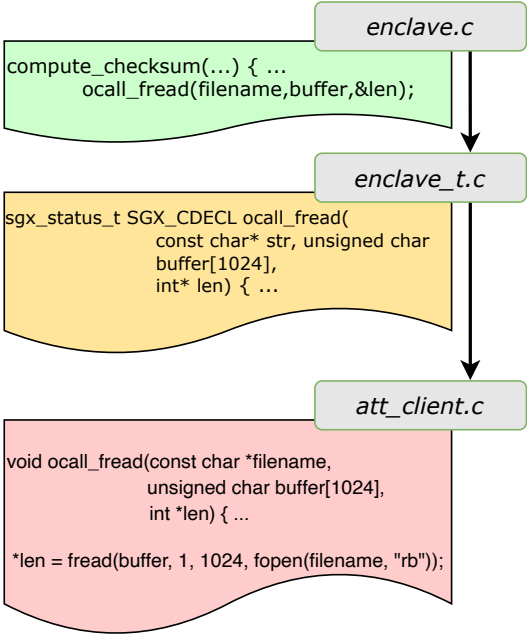 enclave.c
compute_checksum(...) { ...
ocall_fread(filename,buffer,&len);
enclave_t.c
sgx_status_t SGX_CDECL ocall_fread(
const char* str, unsigned char
buffer[1024],
int* len) { ...
att_client.c
void ocall_fread(const char *filename,
unsigned char buffer[1024],
int *len) { ...
*len = fread(buffer, 1, 1024, fopen(filename, "rb"));